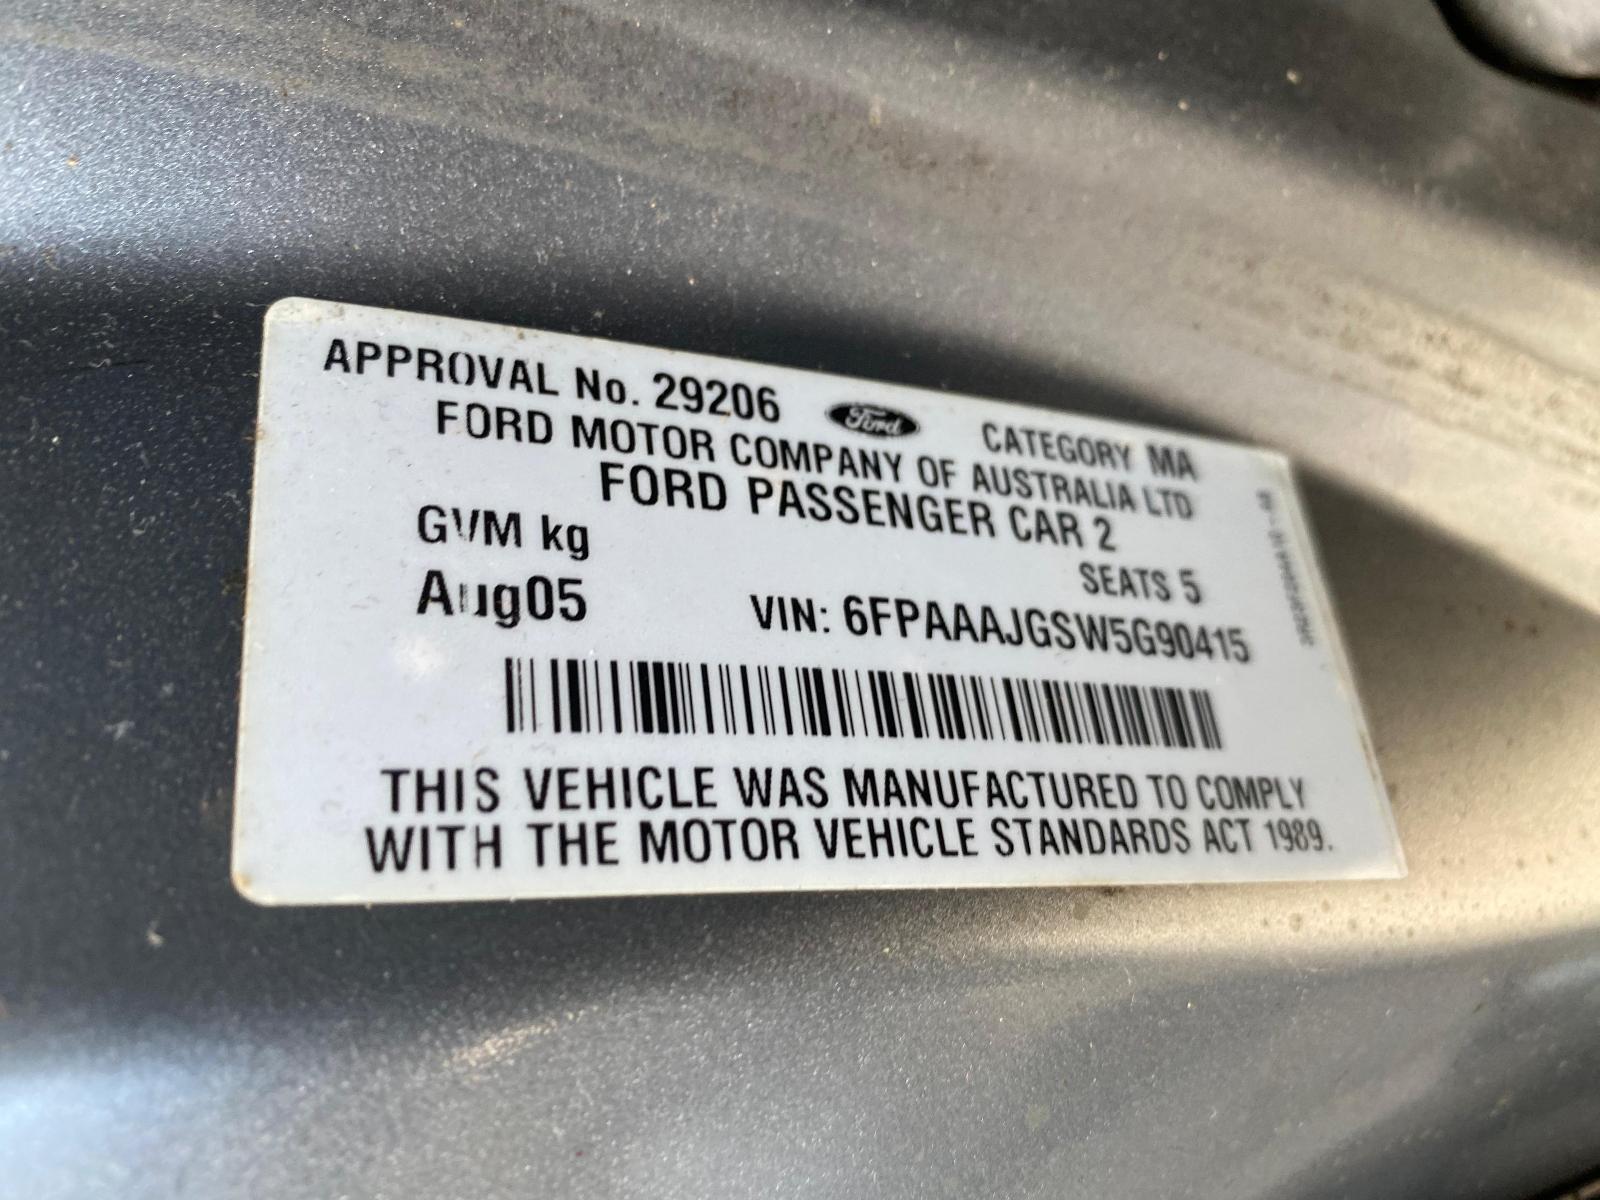 APPROVAL No. 29206 Ford CATEGORY MA
FORD MOTOR COMPANY OF AUSTRALIA LTD
FORD PASSENGER CAR 2
GVM kg SEATS 5
Aug05 VIN: 6FPAAAJGSW5G90415
THIS VEHICLE WAS MANUFACTURED TO COMPLY
WITH THE MOTOR VEHICLE STANDARDS ACT 1989.